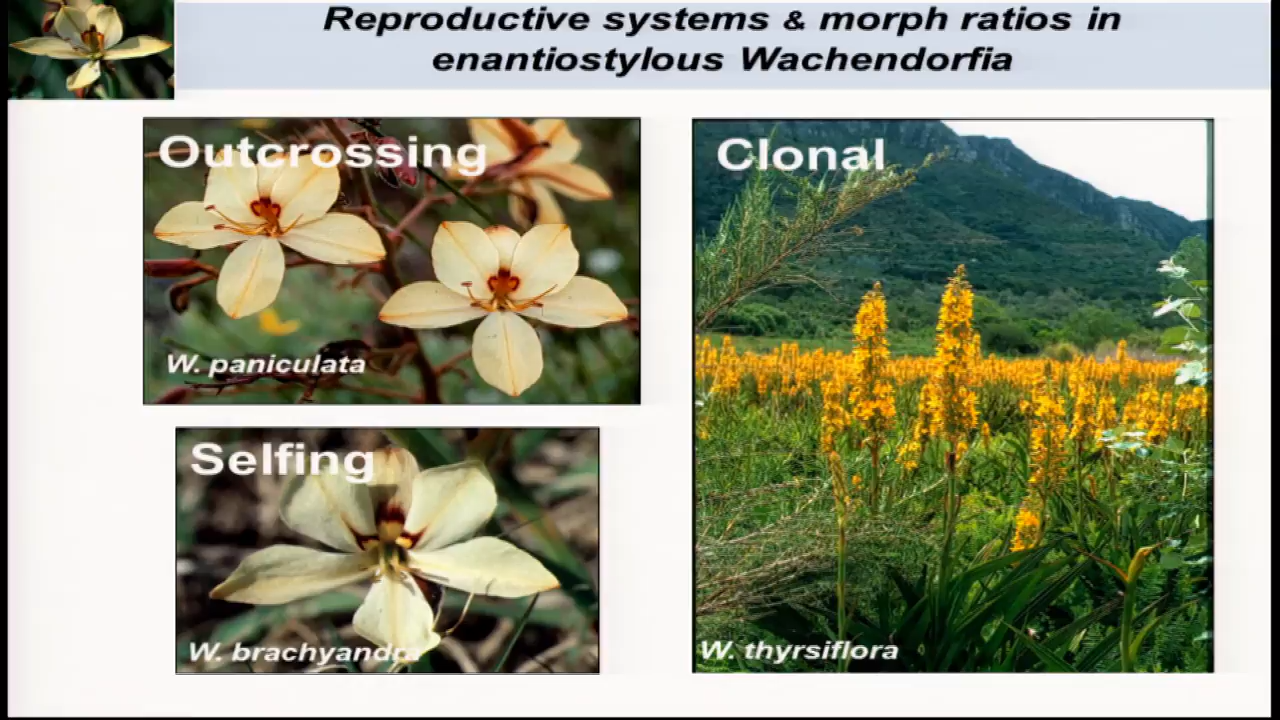 Reproductive systems & morph ratios in
enantiostylous Wachendorfia
Outcrossing
W. paniculata
Selfing
W. brachyandra
Clonal
W. thyrsiflora